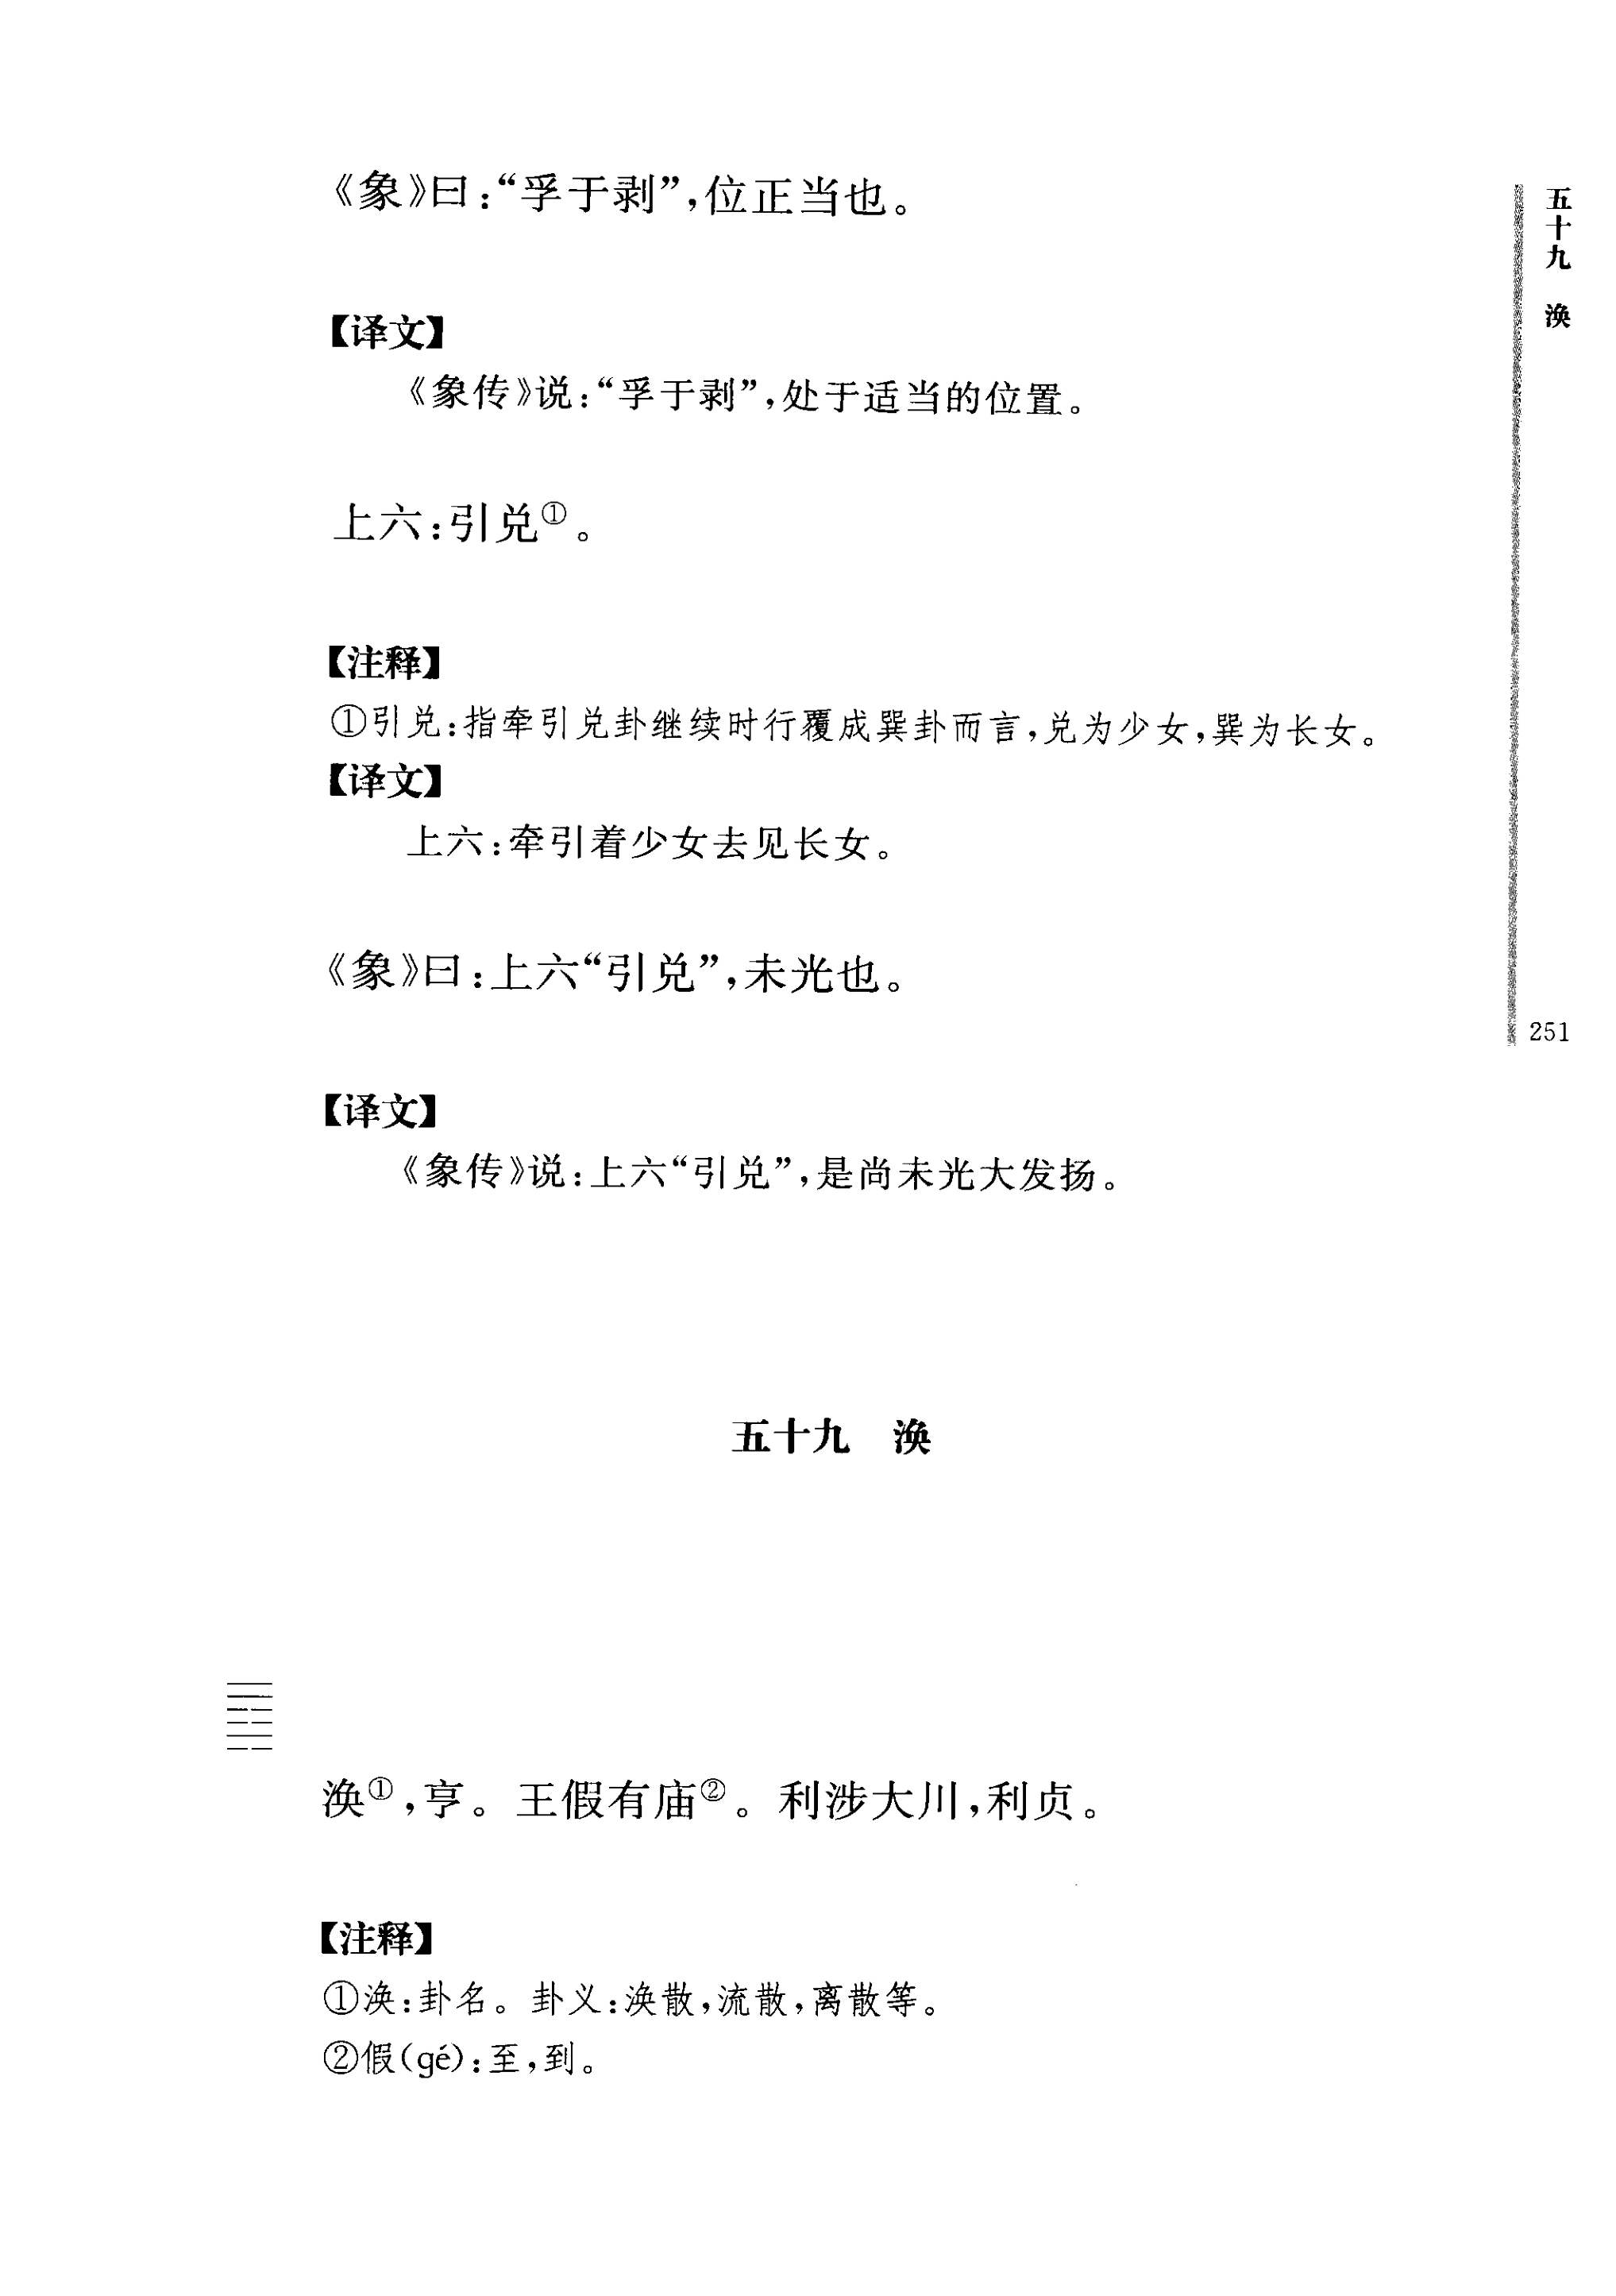 《象》曰：“孚于剥”，位正当也。
【译文】
《象传》说：“孚于剥”，处于适当的位置。
上六：引兑①。
【注释】
①引兑：指牵引兑卦继续时行覆成巽卦而言，兑为少女，巽为长女。
【译文】
上六：牵引着少女去见长女。
《象》曰：上六“引兑”，未光也。
【译文】
《象传》说：上六“引兑”，是尚未光大发扬。
五十九 涣
涣①，亨。王假有庙②。利涉大川，利贞。
【注释】
①涣：卦名。卦义：涣散，流散，离散等。
②假(gé)：至，到。
五十九 涣
251